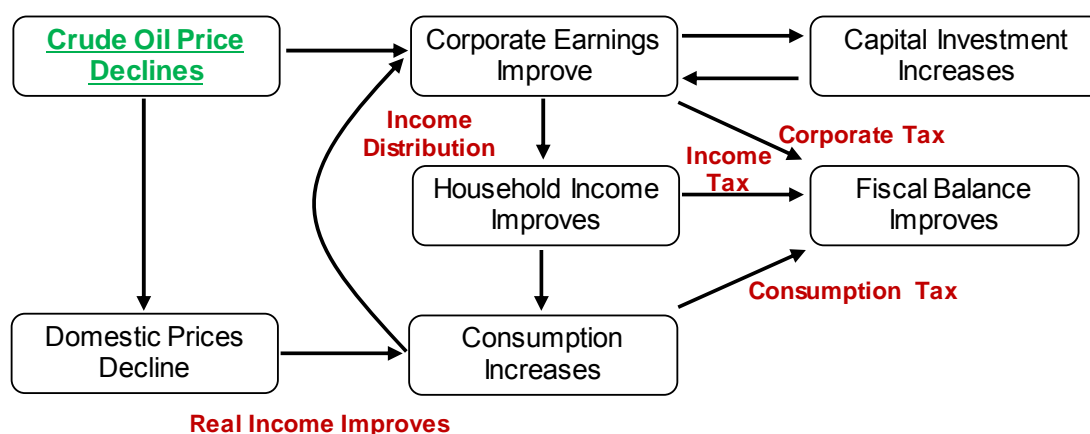 Crude Oil Price
Declines
Corporate Earnings
Improve
Capital Investment
Increases
Income
Distribution
Corporate Tax
Income
Tax
Household Income
Improves
Fiscal Balance
Improves
Consumption Tax
Domestic Prices
Decline
Consumption
Increases
Real Income Improves